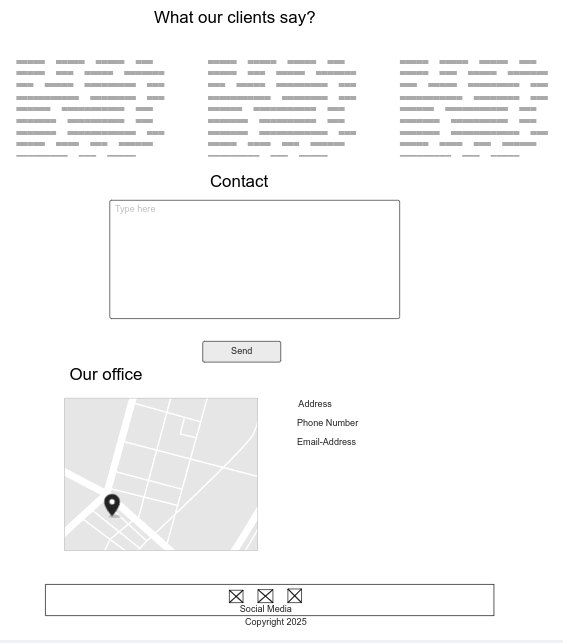 What our clients say?
Contact
Type here
Send
Our office
Address
Phone Number
Email-Address
Social Media
Copyright 2025